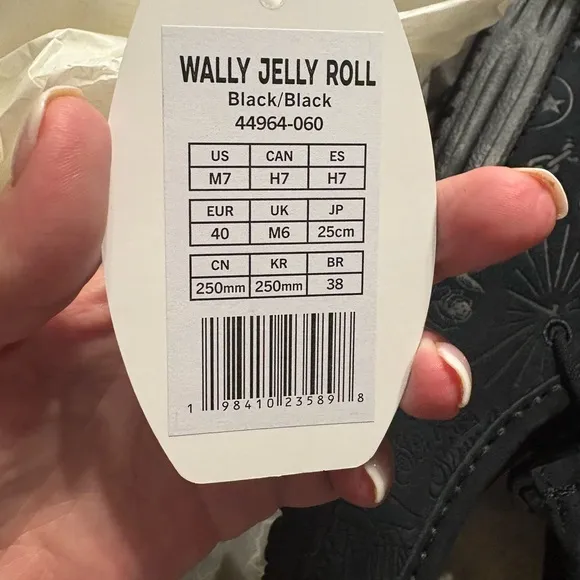 WALLY JELLY ROLL
Black/Black
44964-060
US CAN ES
M7 H7 H7
EUR UK JP
40 M6 25cm
CN KR BR
250mm 250mm 38
1 98410 23589 8